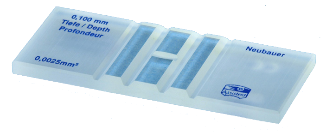 0,100 mm
Tiefe / Depth
Profondeur
0,0025mm²
Neubauer